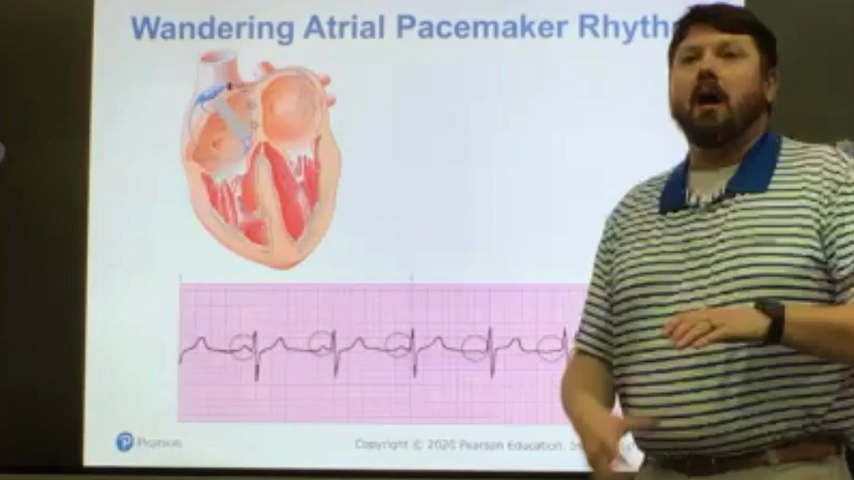 Wandering Atrial Pacemaker Rhyth
Pearson
Copyright © 2020 Pearson Education, In